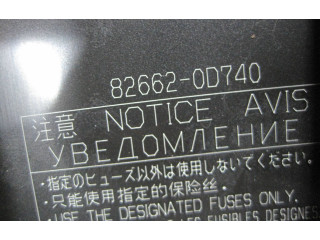 82662-0D740
注意 NOTICE AVIS
УВЕДОМЛЕНИЕ
・指定のヒューズ以外は使用しないでください。
・只能使用指定的保险丝.
・USE THE DESIGNATED FUSES ONLY.
FUSIBLES DESIGNES